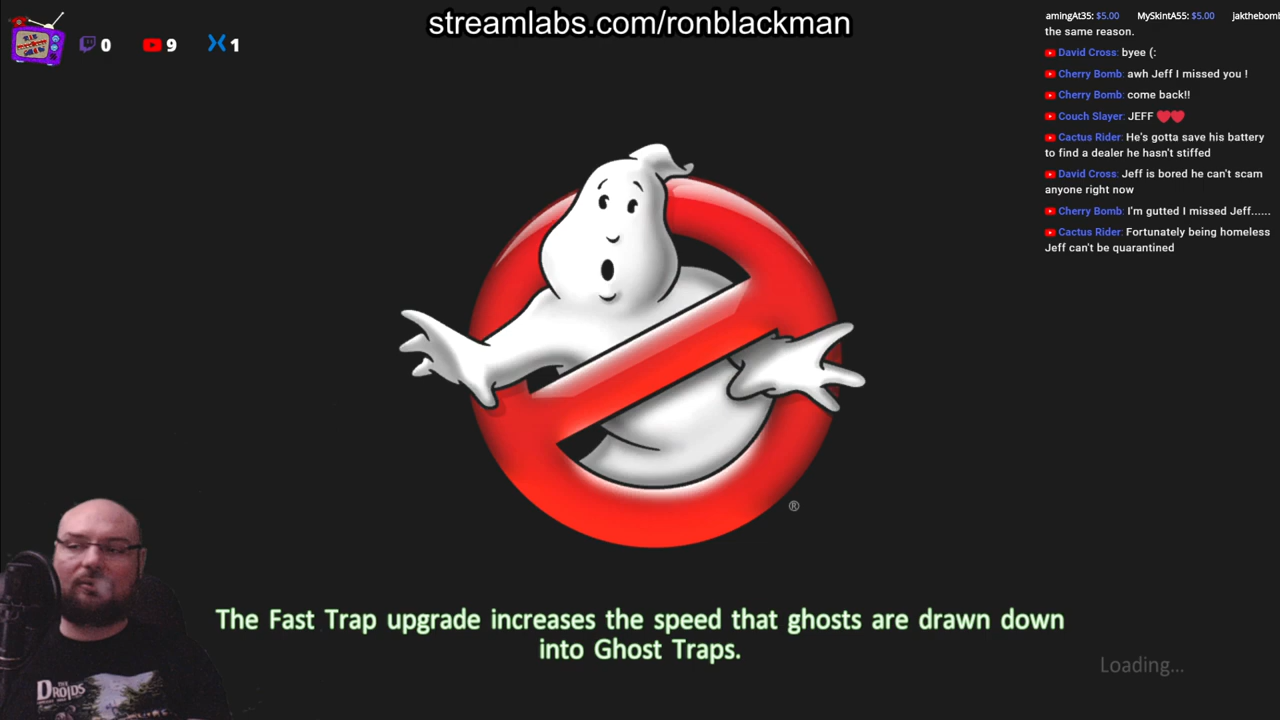 streamlabs.com/ronblackman
0
9
1
amingAt35: $5.00 MySkintA55: $5.00 jakthebomb
the same reason.
David Cross: byee (:
Cherry Bomb: awh Jeff I missed you !
Cherry Bomb: come back!!
Couch Slayer: JEFF ❤❤
Cactus Rider: He's gotta save his battery
to find a dealer he hasn't stiffed
David Cross: Jeff is bored he can't scam
anyone right now
Cherry Bomb: I'm gutted I missed Jeff......
Cactus Rider: Fortunately being homeless
Jeff can't be quarantined
®
The Fast Trap upgrade increases the speed that ghosts are drawn down
into Ghost Traps.
Loading...
THE
DROIDS